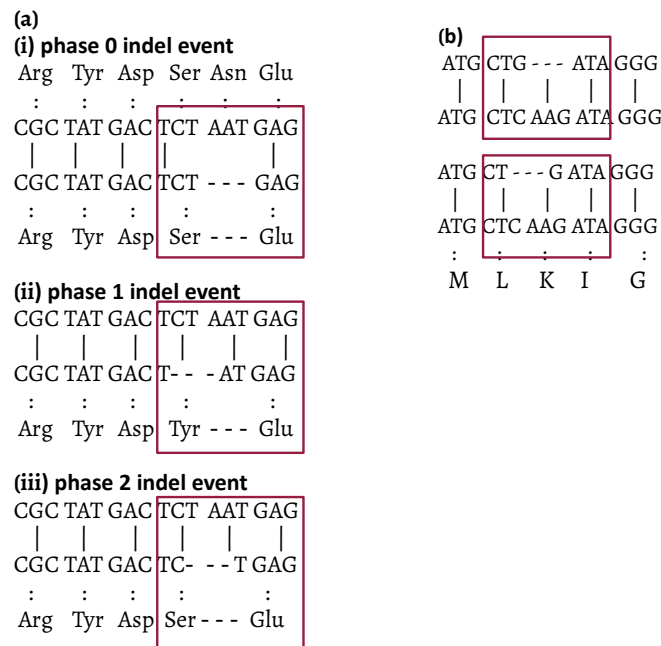 (a)
(i) phase 0 indel event
Arg Tyr Asp Ser Asn Glu
: : : : : :
CGC TAT GAC TCT AAT GAG
| | | | |
CGC TAT GAC TCT - - - GAG
: : : : :
Arg Tyr Asp Ser - - - Glu
(ii) phase 1 indel event
CGC TAT GAC TCT AAT GAG
| | | | | |
CGC TAT GAC T- - - AT GAG
: : : : :
Arg Tyr Asp Tyr - - - Glu
(iii) phase 2 indel event
CGC TAT GAC TCT AAT GAG
| | | | | |
CGC TAT GAC TC- - - T GAG
: : : : :
Arg Tyr Asp Ser - - - Glu
(b)
ATG CTG - - - ATA GGG
| | | |
ATG CTC AAG ATA GGG
ATG CT - - - G ATA GGG
| | | | |
ATG CTC AAG ATA GGG
: : : : :
M L K I G